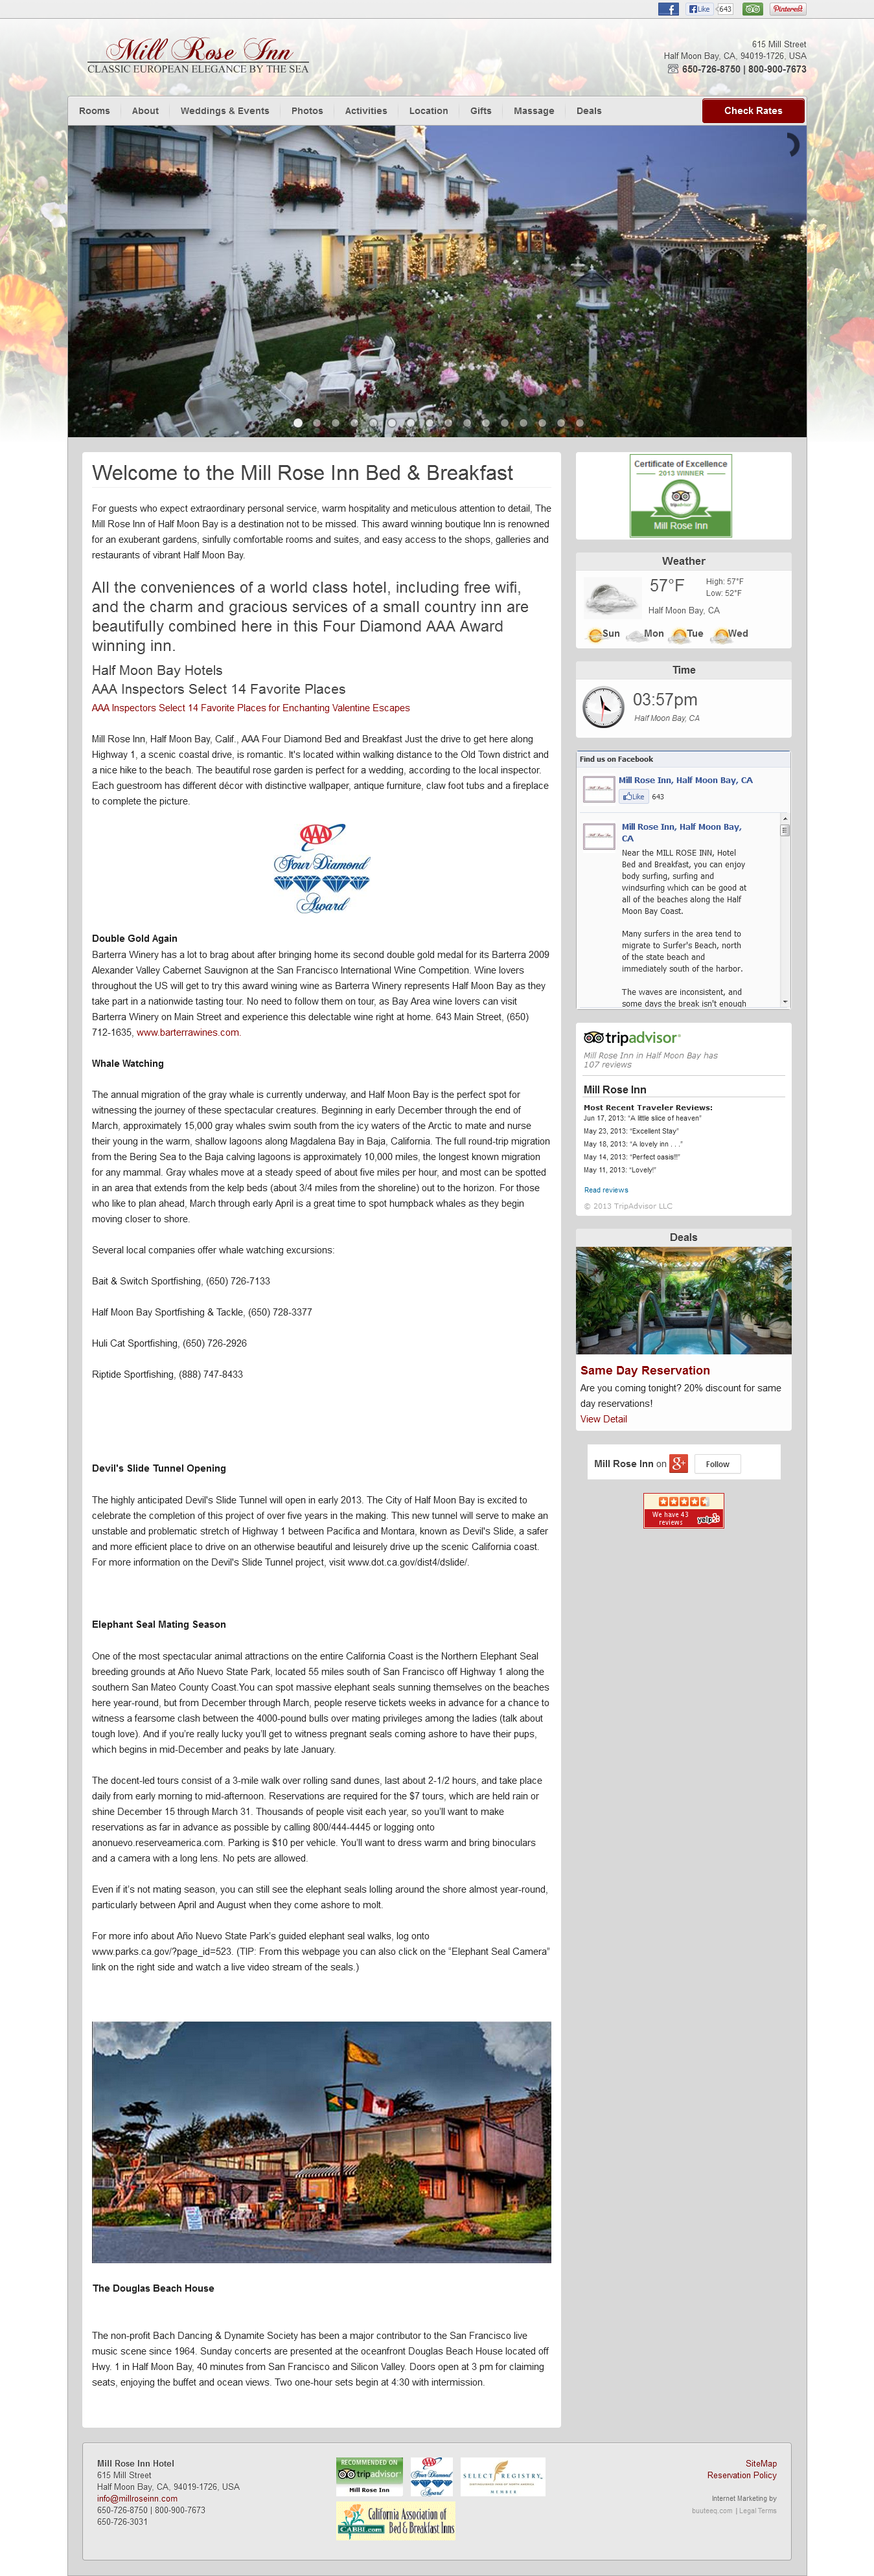 f
Like
643
Pinterest
Mill Rose Inn
CLASSIC EUROPEAN ELEGANCE BY THE SEA
615 Mill Street
Half Moon Bay, CA, 94019-1726, USA
650-726-8750 | 800-900-7673
Rooms
About
Weddings & Events
Photos
Activities
Location
Gifts
Massage
Deals
Check Rates
Welcome to the Mill Rose Inn Bed & Breakfast
For guests who expect extraordinary personal service, warm hospitality and meticulous attention to detail, The
Mill Rose Inn of Half Moon Bay is a destination not to be missed. This award winning boutique Inn is renowned
for an exuberant gardens, sinfully comfortable rooms and suites, and easy access to the shops, galleries and
restaurants of vibrant Half Moon Bay.
All the conveniences of a world class hotel, including free wifi,
and the charm and gracious services of a small country inn are
beautifully combined here in this Four Diamond AAA Award
winning inn.
Half Moon Bay Hotels
AAA Inspectors Select 14 Favorite Places
AAA Inspectors Select 14 Favorite Places for Enchanting Valentine Escapes
Mill Rose Inn, Half Moon Bay, Calif., AAA Four Diamond Bed and Breakfast Just the drive to get here along
Highway 1, a scenic coastal drive, is romantic. It's located within walking distance to the Old Town district and
a nice hike to the beach. The beautiful rose garden is perfect for a wedding, according to the local inspector.
Each guestroom has different décor with distinctive wallpaper, antique furniture, claw foot tubs and a fireplace
to complete the picture.
AAA
Four Diamond
Award
Double Gold Again
Barterra Winery has a lot to brag about after bringing home its second double gold medal for its Barterra 2009
Alexander Valley Cabernet Sauvignon at the San Francisco International Wine Competition. Wine lovers
throughout the US will get to try this award wining wine as Barterra Winery represents Half Moon Bay as they
take part in a nationwide tasting tour. No need to follow them on tour, as Bay Area wine lovers can visit
Barterra Winery on Main Street and experience this delectable wine right at home. 643 Main Street, (650)
712-1635, www.barterrawines.com.
Whale Watching
The annual migration of the gray whale is currently underway, and Half Moon Bay is the perfect spot for
witnessing the journey of these spectacular creatures. Beginning in early December through the end of
March, approximately 15,000 gray whales swim south from the icy waters of the Arctic to mate and nurse
their young in the warm, shallow lagoons along Magdalena Bay in Baja, California. The full round-trip migration
from the Bering Sea to the Baja calving lagoons is approximately 10,000 miles, the longest known migration
for any mammal. Gray whales move at a steady speed of about five miles per hour, and most can be spotted
in an area that extends from the kelp beds (about 3/4 miles from the shoreline) out to the horizon. For those
who like to plan ahead, March through early April is a great time to spot humpback whales as they begin
moving closer to shore.
Several local companies offer whale watching excursions:
Bait & Switch Sportfishing, (650) 726-7133
Half Moon Bay Sportfishing & Tackle, (650) 728-3377
Huli Cat Sportfishing, (650) 726-2926
Riptide Sportfishing, (888) 747-8433
Devil's Slide Tunnel Opening
The highly anticipated Devil's Slide Tunnel will open in early 2013. The City of Half Moon Bay is excited to
celebrate the completion of this project of over five years in the making. This new tunnel will serve to make an
unstable and problematic stretch of Highway 1 between Pacifica and Montara, known as Devil's Slide, a safer
and more efficient place to drive on an otherwise beautiful and leisurely drive up the scenic California coast.
For more information on the Devil's Slide Tunnel project, visit www.dot.ca.gov/dist4/dslide/.
Elephant Seal Mating Season
One of the most spectacular animal attractions on the entire California Coast is the Northern Elephant Seal
breeding grounds at Año Nuevo State Park, located 55 miles south of San Francisco off Highway 1 along the
southern San Mateo County Coast.You can spot massive elephant seals sunning themselves on the beaches
here year-round, but from December through March, people reserve tickets weeks in advance for a chance to
witness a fearsome clash between the 4000-pound bulls over mating privileges among the ladies (talk about
tough love). And if you're really lucky you'll get to witness pregnant seals coming ashore to have their pups,
which begins in mid-December and peaks by late January.
The docent-led tours consist of a 3-mile walk over rolling sand dunes, last about 2-1/2 hours, and take place
daily from early morning to mid-afternoon. Reservations are required for the $7 tours, which are held rain or
shine December 15 through March 31. Thousands of people visit each year, so you'll want to make
reservations as far in advance as possible by calling 800/444-4445 or logging onto
anonuevo.reserveamerica.com. Parking is $10 per vehicle. You'll want to dress warm and bring binoculars
and a camera with a long lens. No pets are allowed.
Even if it's not mating season, you can still see the elephant seals lolling around the shore almost year-round,
particularly between April and August when they come ashore to molt.
For more info about Año Nuevo State Park's guided elephant seal walks, log onto
www.parks.ca.gov/?page_id=523. (TIP: From this webpage you can also click on the "Elephant Seal Camera"
link on the right side and watch a live video stream of the seals.)
The Douglas Beach House
The non-profit Bach Dancing & Dynamite Society has been a major contributor to the San Francisco live
music scene since 1964. Sunday concerts are presented at the oceanfront Douglas Beach House located off
Hwy. 1 in Half Moon Bay, 40 minutes from San Francisco and Silicon Valley. Doors open at 3 pm for claiming
seats, enjoying the buffet and ocean views. Two one-hour sets begin at 4:30 with intermission.
Certificate of Excellence
2013 WINNER
tripadvisor
Mill Rose Inn
Weather
57°F
High: 57°F
Low: 52°F
Half Moon Bay, CA
Sun
Mon
Tue
Wed
Time
03:57pm
Half Moon Bay, CA
Find us on Facebook
Mill Rose Inn, Half Moon Bay, CA
Like
643
Mill Rose Inn, Half Moon Bay,
CA
Near the MILL ROSE INN, Hotel
Bed and Breakfast, you can enjoy
body surfing, surfing and
windsurfing which can be good at
all of the beaches along the Half
Moon Bay Coast.
Many surfers in the area tend to
migrate to Surfer's Beach, north
of the state beach and
immediately south of the harbor.
The waves are inconsistent, and
some days the break isn't enough
tripadvisor
Mill Rose Inn in Half Moon Bay has
107 reviews
Mill Rose Inn
Most Recent Traveler Reviews:
Jun 17, 2013: "A little slice of heaven"
May 23, 2013: "Excellent Stay"
May 18, 2013: "A lovely inn . . ."
May 14, 2013: "Perfect oasis!!"
May 11, 2013: "Lovely!"
Read reviews
© 2013 TripAdvisor LLC
Deals
Same Day Reservation
Are you coming tonight? 20% discount for same
day reservations!
View Detail
Mill Rose Inn on
g+
Follow
We have 43
reviews
yelp
Mill Rose Inn Hotel
615 Mill Street
Half Moon Bay, CA, 94019-1726, USA
info@millroseinn.com
650-726-8750 | 800-900-7673
650-726-3031
RECOMMENDED ON
tripadvisor
Mill Rose Inn
AAA
Four Diamond
Award
SELECT REGISTRY
MEMBER
California Association of
CABBI.com
Bed & Breakfast Inns
SiteMap
Reservation Policy
Internet Marketing by
buuteeq.com | Legal Terms